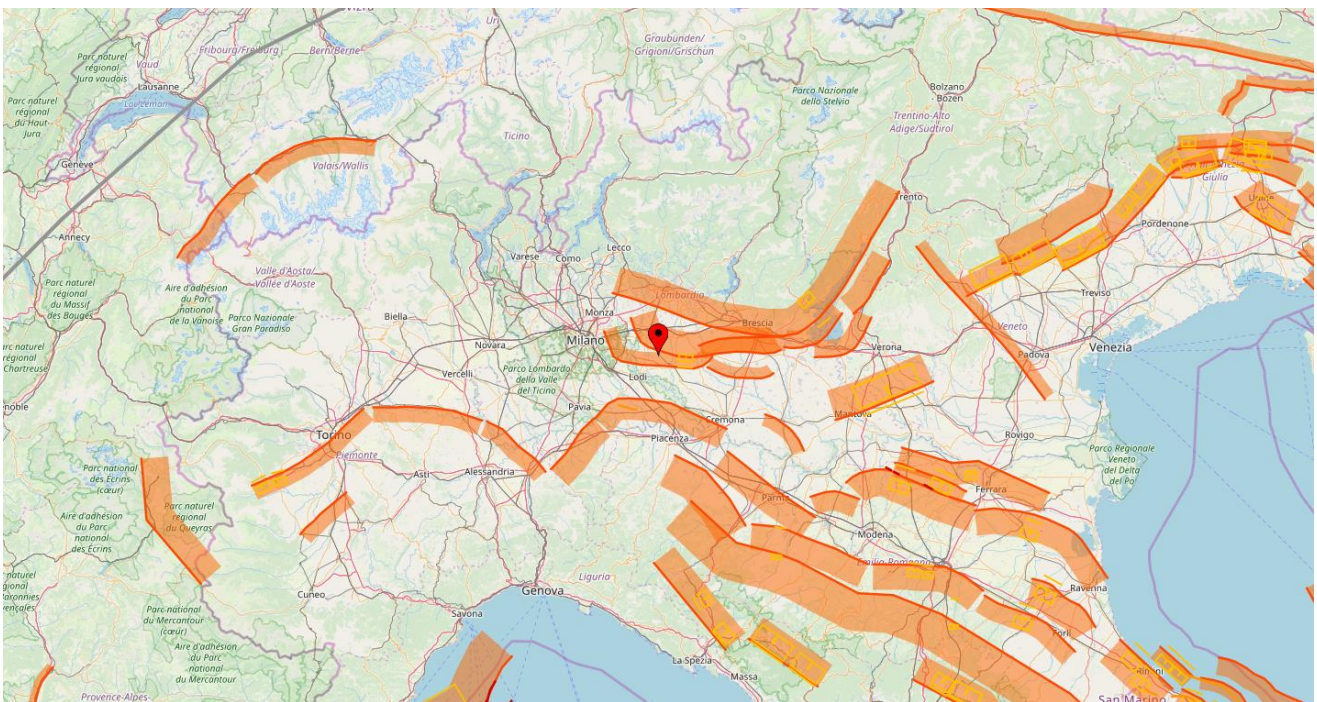 Fribourg/Freiburg
Bern/Berne
Uri
Graubünden/
Grigioni/Grischun
Parc naturel
régional
Jura vaudois
Vaud
Lausanne
Lac Léman
Parco Nazionale
dello Stelvio
Bolzano
- Bozen
Trentino-Alto
Adige/Südtirol
Parc naturel
régional
du Haut-
Jura
Genève
Ticino
Valais/Wallis
Giulia
Udine
Trento
Pordenone
Annecy
Lecco
Varese
Como
Valle d'Aosta/
Vallée d'Aoste
Parc naturel
régional
du Massif
des Bauges
Aire d'adhésion
du Parc
national
de la Vanoise
Parco Nazionale
Gran Paradiso
Biella
Lombardia
Monza
Brescia
Treviso
Veneto
Novara
Milano
Verona
Padova
Venezia
Vercelli
Parco Lombardo
della Valle
del Ticino
Lodi
Pavia
Cremona
Mantova
Rovigo
Torino
Piemonte
Asti
Alessandria
Piacenza
Parco Regionale
Veneto
del Delta
del Po
Parc national
des Ecrins
(cœur)
Parc naturel
régional
du Queyras
Aire d'adhésion
du Parc
national des
Ecrins
Parma
Ferrara
Modena
Emilia-Romagna
Liguria
Cuneo
Genova
Savona
Ravenna
Forlì
Parc national
du Mercantour
(cœur)
Aire d'adhésion
du Parc
national du
Mercantour
La Spezia
Massa
Rimini
San Marino
Provence-Alpes-